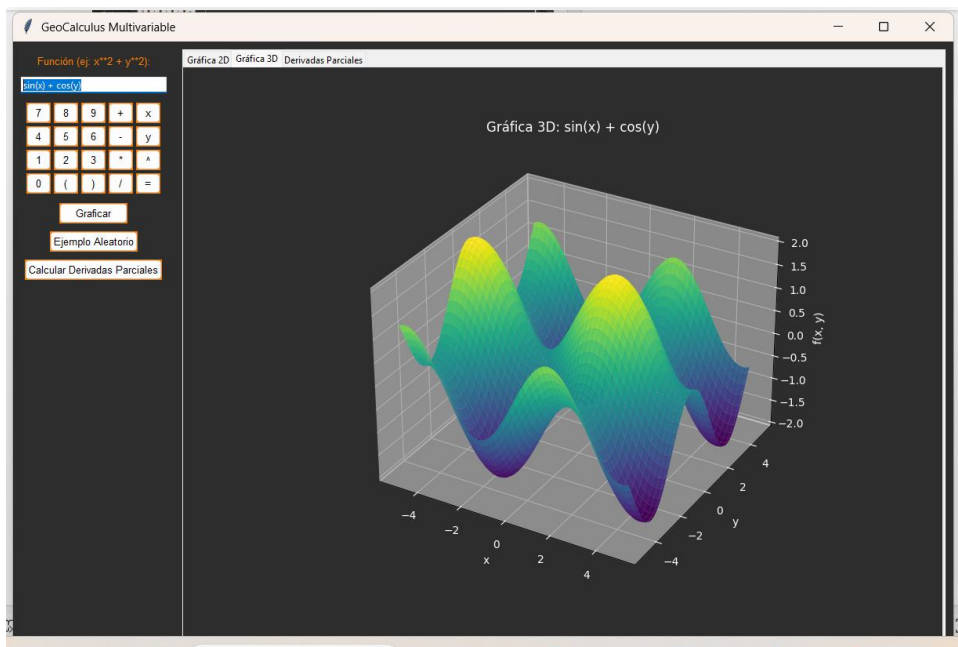 GeoCalculus Multivariable
Función (ej: x**2 + y**2):
sin(x) + cos(y)
7 8 9 + x
4 5 6 - y
1 2 3 * ^
0 ( ) / =
Graficar
Ejemplo Aleatorio
Calcular Derivadas Parciales
Gráfica 2D Gráfica 3D Derivadas Parciales
Gráfica 3D: sin(x) + cos(y)
2.0
1.5
1.0
0.5
0.0
−0.5
−1.0
−1.5
−2.0
f(x, y)
−4
−2
0
2
4
x
−4
−2
0
2
4
y